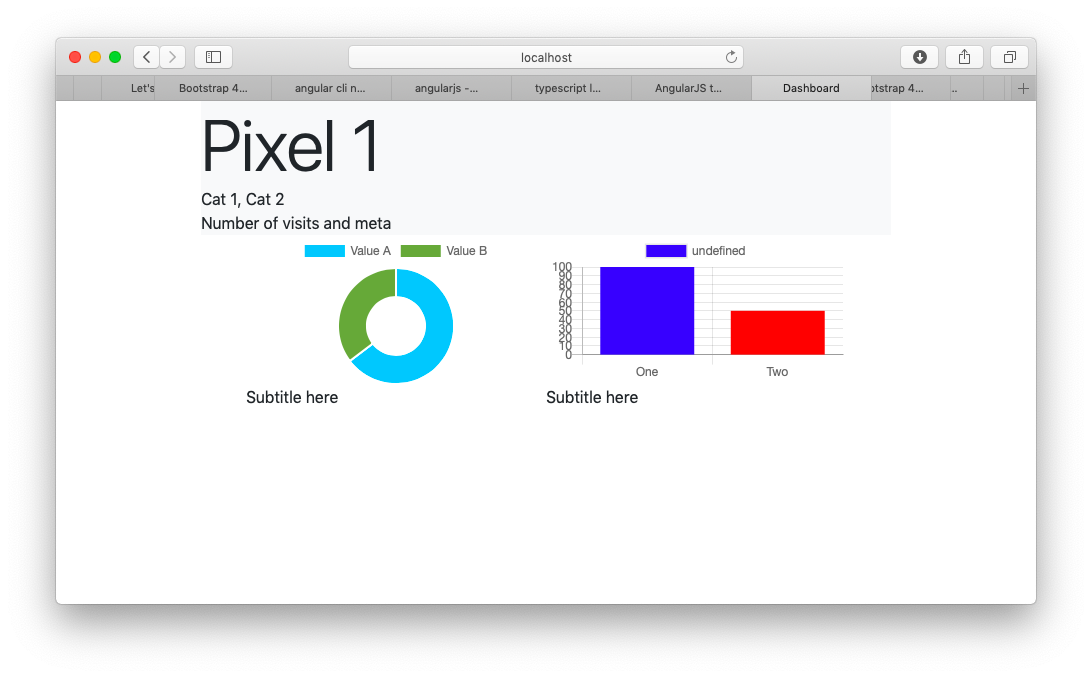 localhost
Let's Bootstrap 4... angular cli n... angularjs -... typescript l... AngularJS t... Dashboard otstrap 4... ..
Pixel 1
Cat 1, Cat 2
Number of visits and meta
Value A Value B
undefined
100
90
80
70
60
50
40
30
20
10
0
One Two
Subtitle here Subtitle here